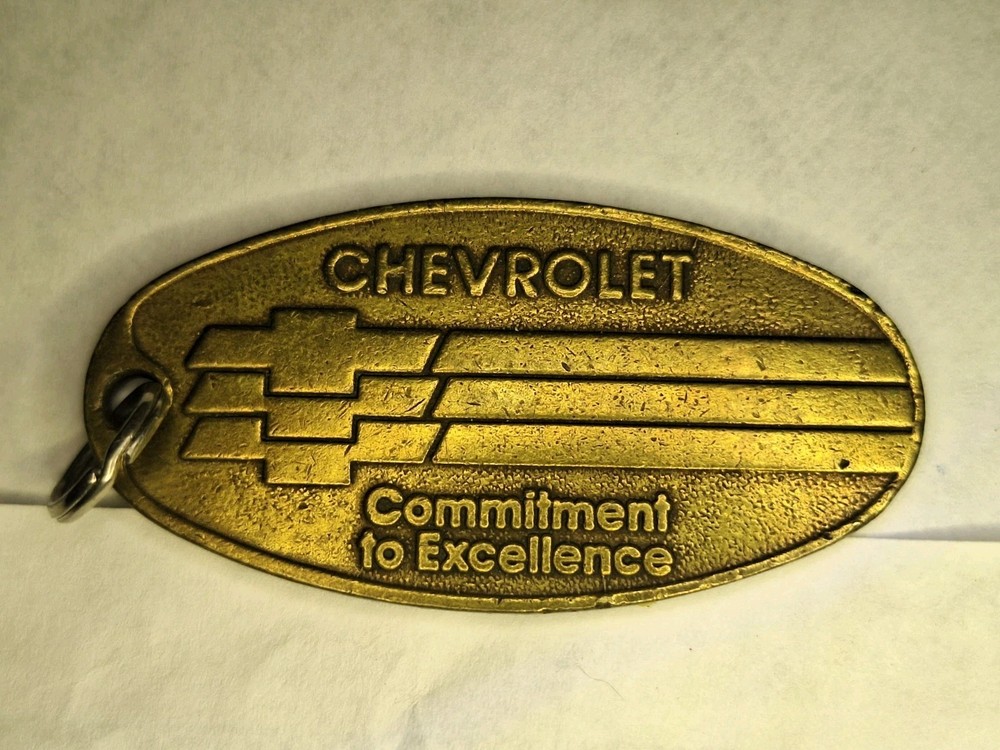 CHEVROLET
Commitment
to Excellence